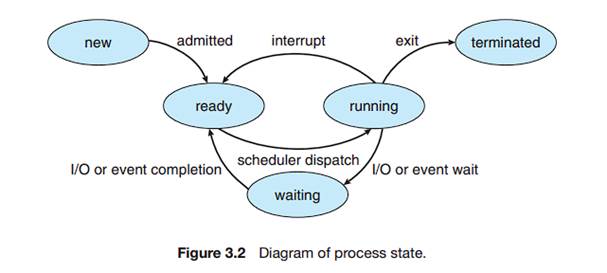 new
admitted
interrupt
exit
terminated
ready
running
I/O or event completion
scheduler dispatch
I/O or event wait
waiting
Figure 3.2 Diagram of process state.